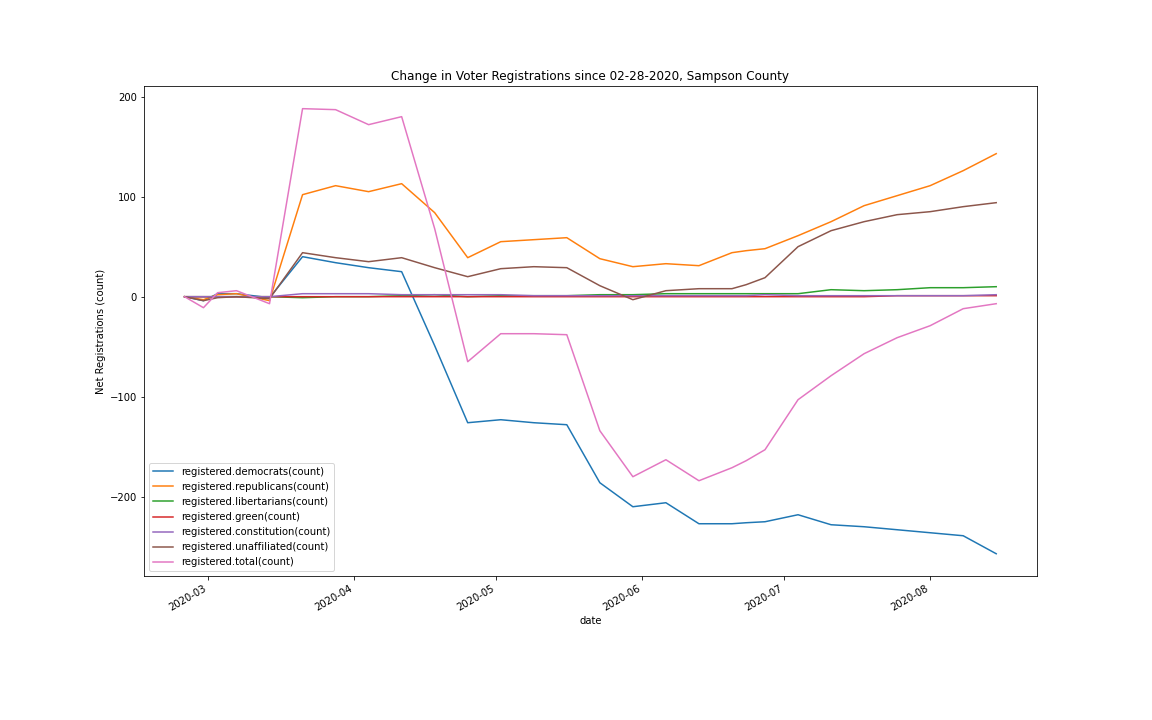 Change in Voter Registrations since 02-28-2020, Sampson County
Net Registrations (count)
200
100
0
−100
−200
registered.democrats(count)
registered.republicans(count)
registered.libertarians(count)
registered.green(count)
registered.constitution(count)
registered.unaffiliated(count)
registered.total(count)
2020-03
2020-04
2020-05
2020-06
2020-07
2020-08
date